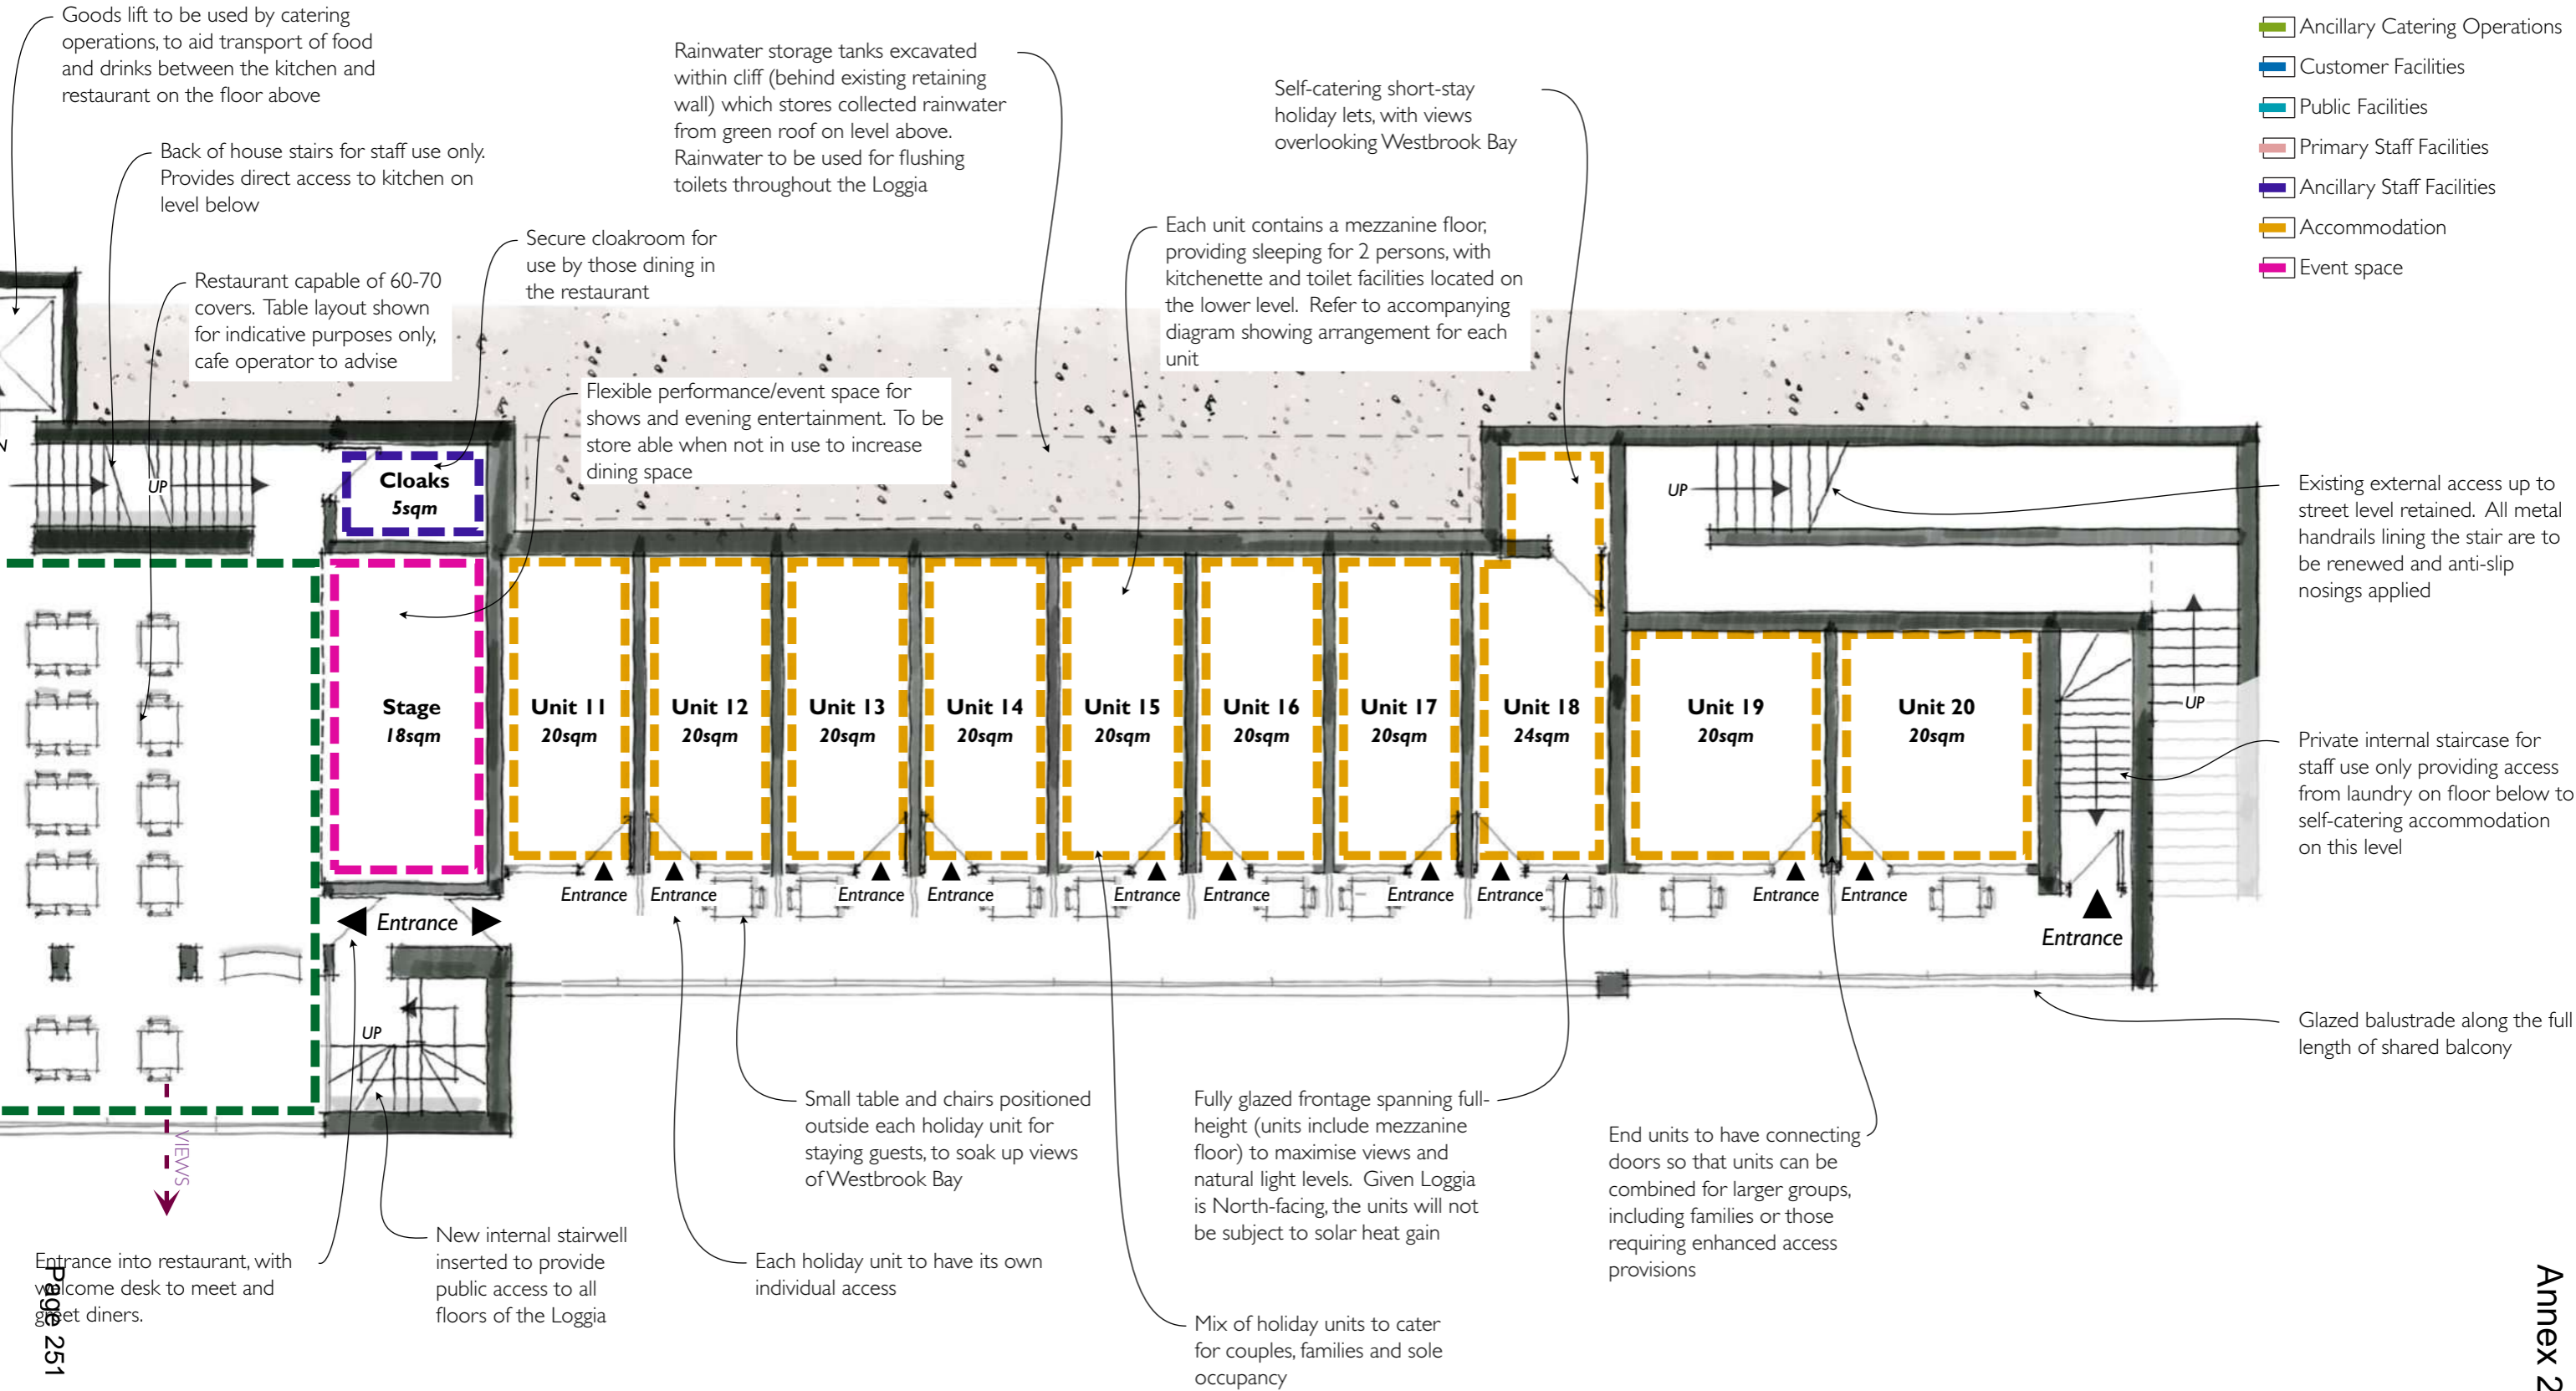 Goods lift to be used by catering
operations, to aid transport of food
and drinks between the kitchen and
restaurant on the floor above
Back of house stairs for staff use only.
Provides direct access to kitchen on
level below
Restaurant capable of 60-70
covers. Table layout shown
for indicative purposes only,
cafe operator to advise
Secure cloakroom for
use by those dining in
the restaurant
Rainwater storage tanks excavated
within cliff (behind existing retaining
wall) which stores collected rainwater
from green roof on level above.
Rainwater to be used for flushing
toilets throughout the Loggia
Flexible performance/event space for
shows and evening entertainment. To be
store able when not in use to increase
dining space
Self-catering short-stay
holiday lets, with views
overlooking Westbrook Bay
Each unit contains a mezzanine floor,
providing sleeping for 2 persons, with
kitchenette and toilet facilities located on
the lower level. Refer to accompanying
diagram showing arrangement for each
unit
Ancillary Catering Operations
Customer Facilities
Public Facilities
Primary Staff Facilities
Ancillary Staff Facilities
Accommodation
Event space
UP
Cloaks
5sqm
UP
Existing external access up to
street level retained. All metal
handrails lining the stair are to
be renewed and anti-slip
nosings applied
Stage
18sqm
Unit 11
20sqm
Unit 12
20sqm
Unit 13
20sqm
Unit 14
20sqm
Unit 15
20sqm
Unit 16
20sqm
Unit 17
20sqm
Unit 18
24sqm
Unit 19
20sqm
Unit 20
20sqm
UP
Private internal staircase for
staff use only providing access
from laundry on floor below to
self-catering accommodation
on this level
Entrance
Entrance
Entrance
Entrance
Entrance
Entrance
Entrance
Entrance
Entrance
Entrance
Entrance
Entrance
UP
Glazed balustrade along the full
length of shared balcony
VIEWS
Entrance into restaurant, with
welcome desk to meet and
greet diners.
New internal stairwell
inserted to provide
public access to all
floors of the Loggia
Small table and chairs positioned
outside each holiday unit for
staying guests, to soak up views
of Westbrook Bay
Each holiday unit to have its own
individual access
Fully glazed frontage spanning full-
height (units include mezzanine
floor) to maximise views and
natural light levels. Given Loggia
is North-facing, the units will not
be subject to solar heat gain
Mix of holiday units to cater
for couples, families and sole
occupancy
End units to have connecting
doors so that units can be
combined for larger groups,
including families or those
requiring enhanced access
provisions
Page 251
Annex 2